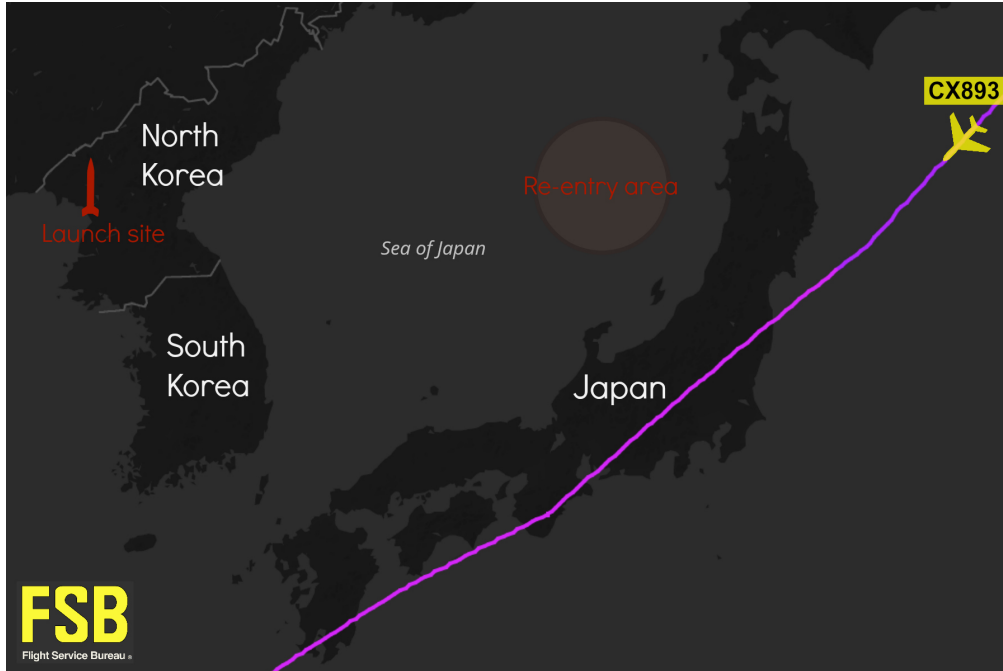 CX893
North
Korea
Re-entry area
Launch site
Sea of Japan
South
Korea
Japan
FSB
Flight Service Bureau